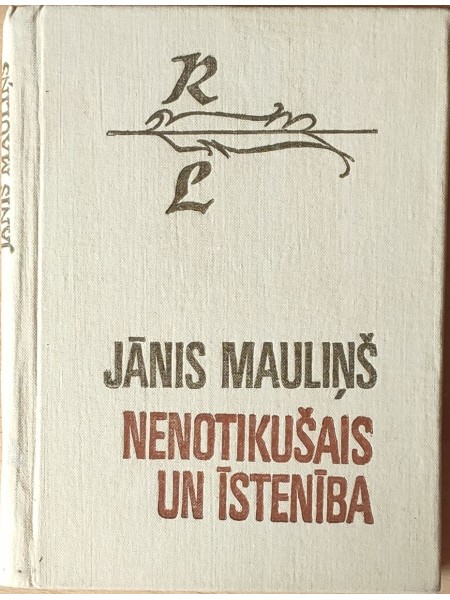 R
L
JĀNIS MAULIŅŠ
NENOTIKUŠAIS
UN ĪSTENĪBA
JĀNIS MAULIŅŠ